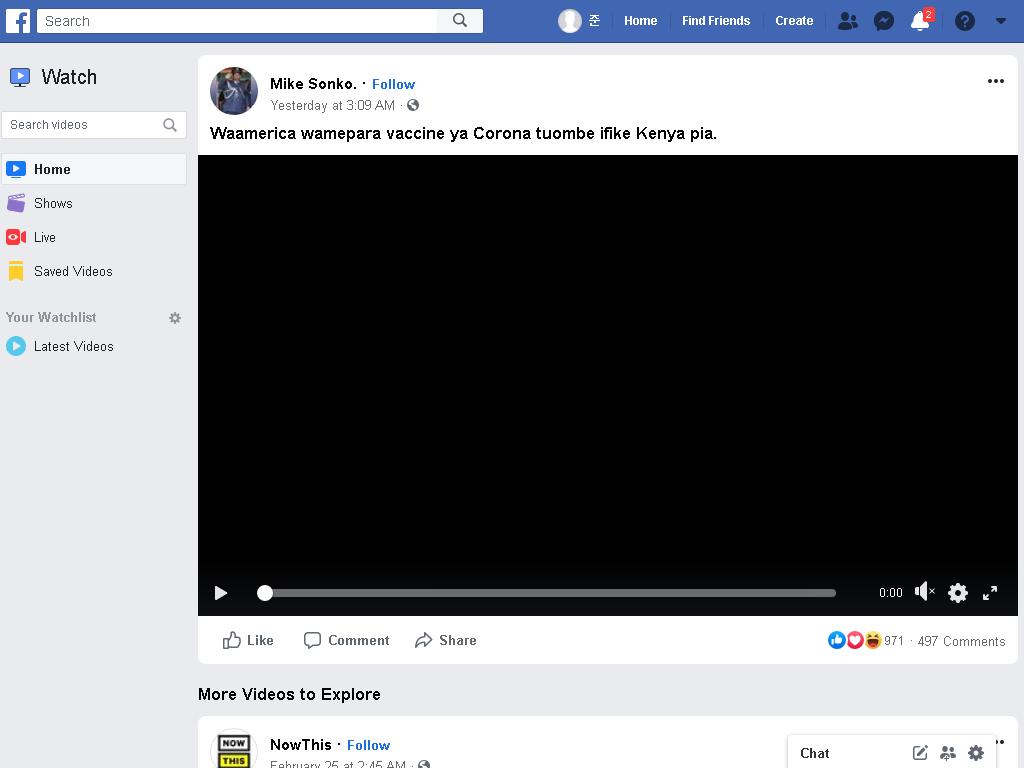 Search
준
Home
Find Friends
Create
2
Watch
Search videos
Home
Shows
Live
Saved Videos
Your Watchlist
Latest Videos
Mike Sonko. · Follow
Yesterday at 3:09 AM ·
Waamerica wamepara vaccine ya Corona tuombe ifike Kenya pia.
0:00
Like
Comment
Share
971 · 497 Comments
More Videos to Explore
NOW
THIS
NowThis · Follow
February 25 at 2:45 AM ·
Chat